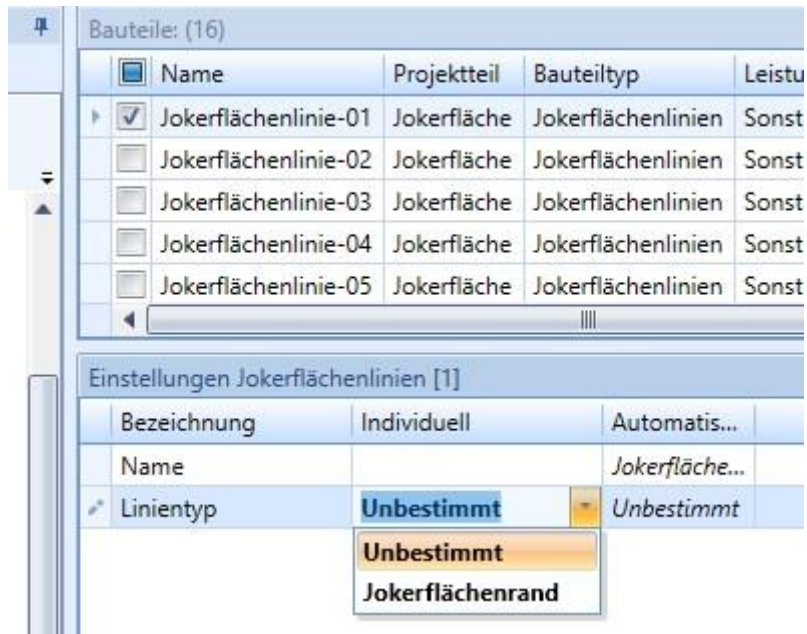 Bauteile: (16)
Name Projektteil Bauteiltyp Leistu
Jokerflächenlinie-01 Jokerfläche Jokerflächenlinien Sonst
Jokerflächenlinie-02 Jokerfläche Jokerflächenlinien Sonst
Jokerflächenlinie-03 Jokerfläche Jokerflächenlinien Sonst
Jokerflächenlinie-04 Jokerfläche Jokerflächenlinien Sonst
Jokerflächenlinie-05 Jokerfläche Jokerflächenlinien Sonst
Einstellungen Jokerflächenlinien [1]
Bezeichnung Individuell Automatis...
Name Jokerfläche...
Linientyp Unbestimmt Unbestimmt
Unbestimmt
Jokerflächenrand